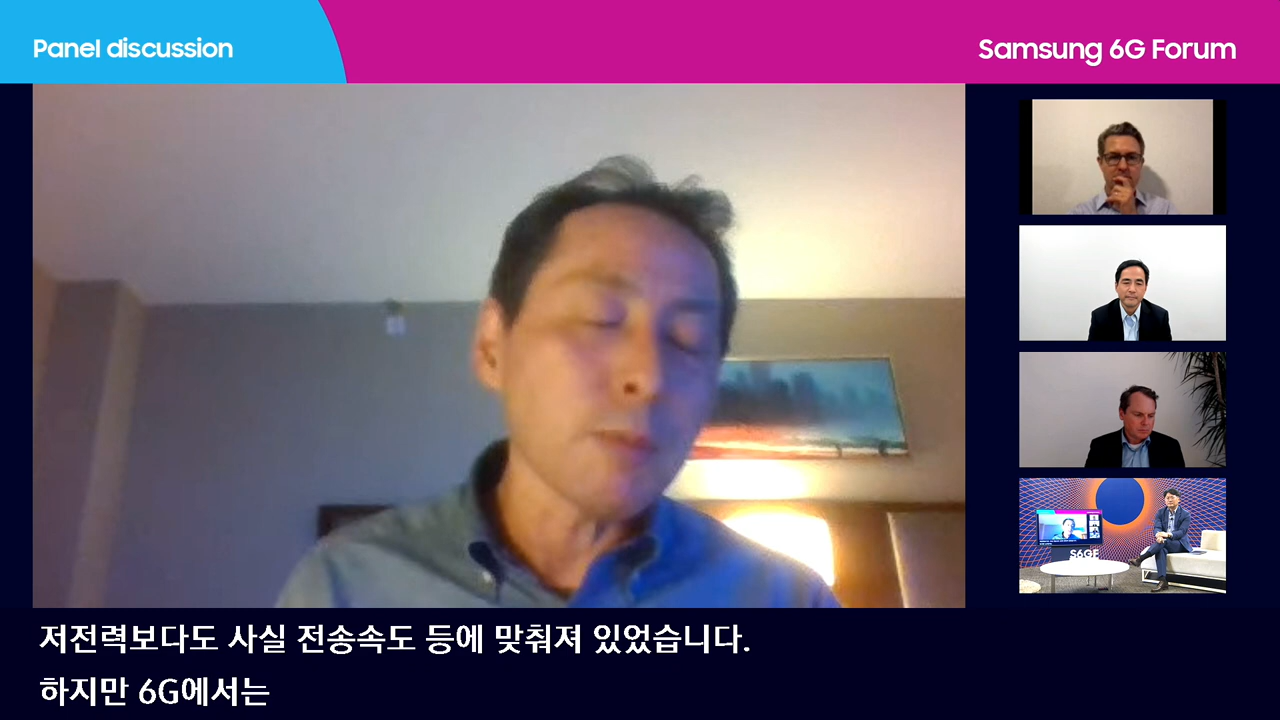 Panel discussion
Samsung 6G Forum
S6GF
저전력보다도 사실 전송속도 등에 맞춰져 있었습니다.
하지만 6G에서는